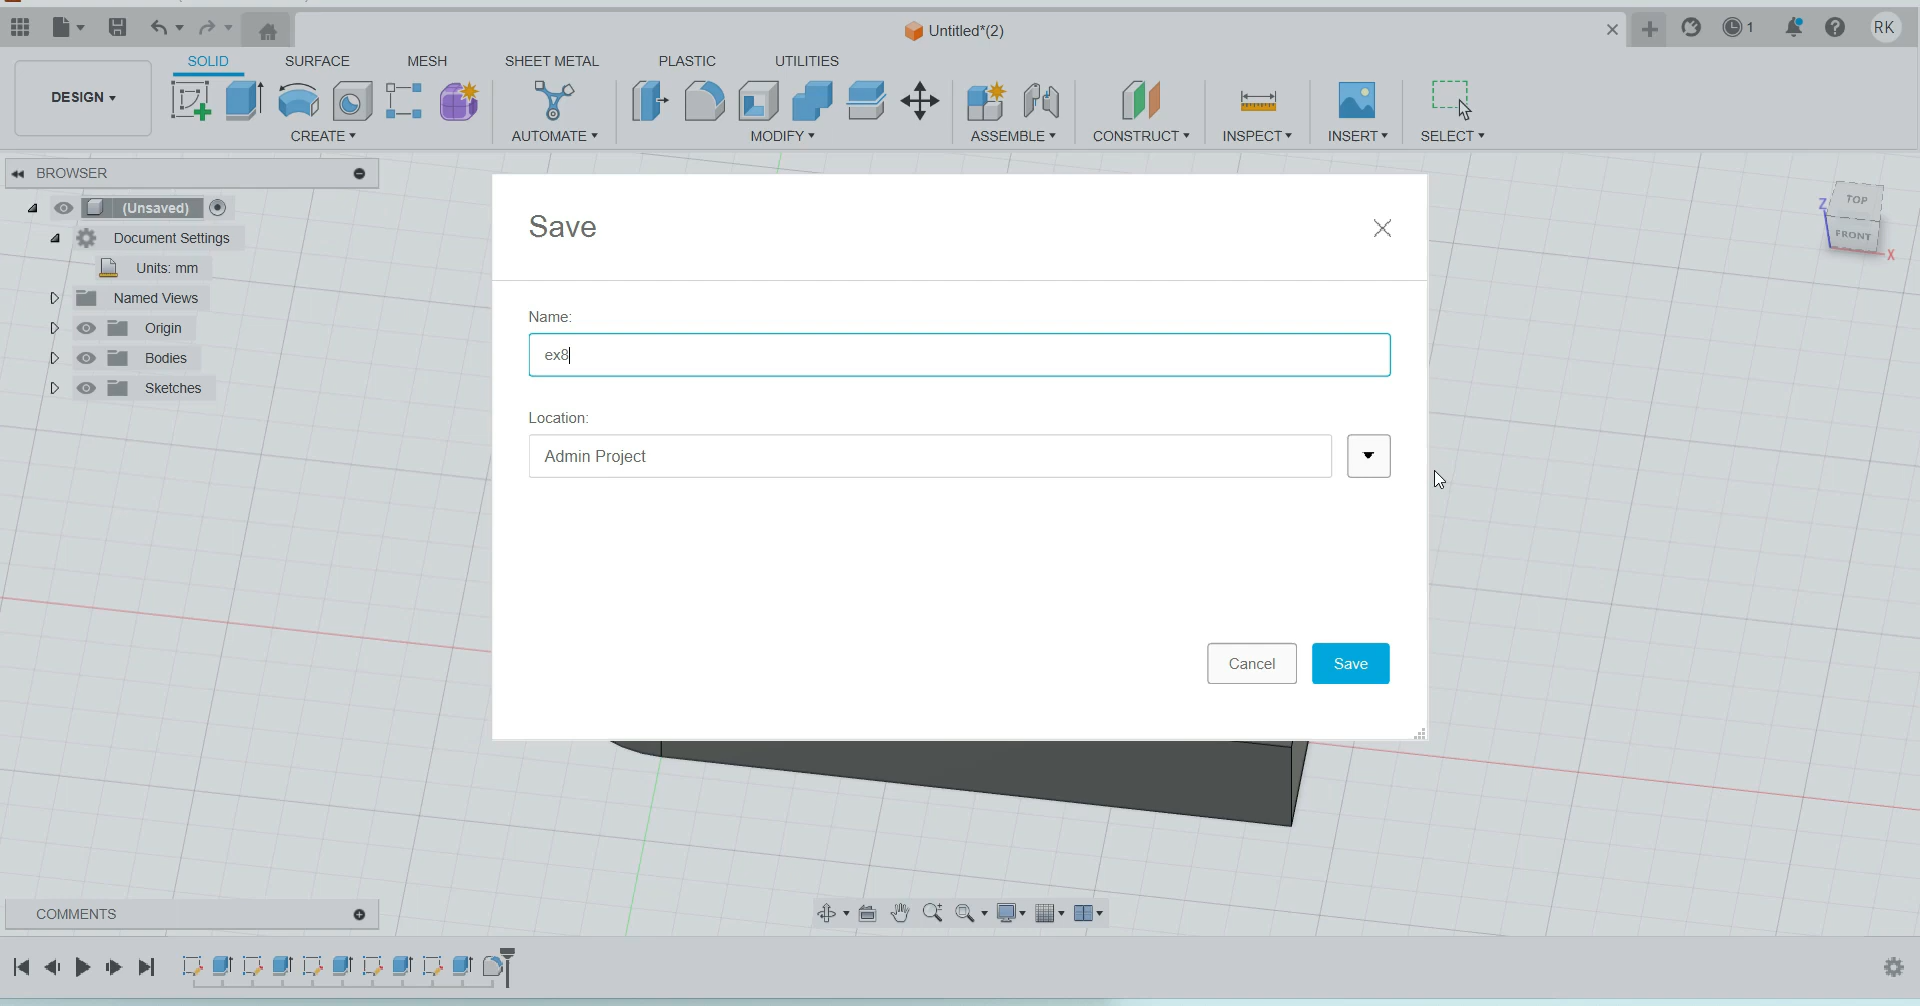 Untitled*(2)
1
RK
SOLID SURFACE MESH SHEET METAL PLASTIC UTILITIES
DESIGN
CREATE AUTOMATE MODIFY ASSEMBLE CONSTRUCT INSPECT INSERT SELECT
BROWSER
(Unsaved)
Document Settings
Units: mm
Named Views
Origin
Bodies
Sketches
Save
Name:
ex8
Location:
Admin Project
Cancel Save
TOP
FRONT
Z
X
COMMENTS